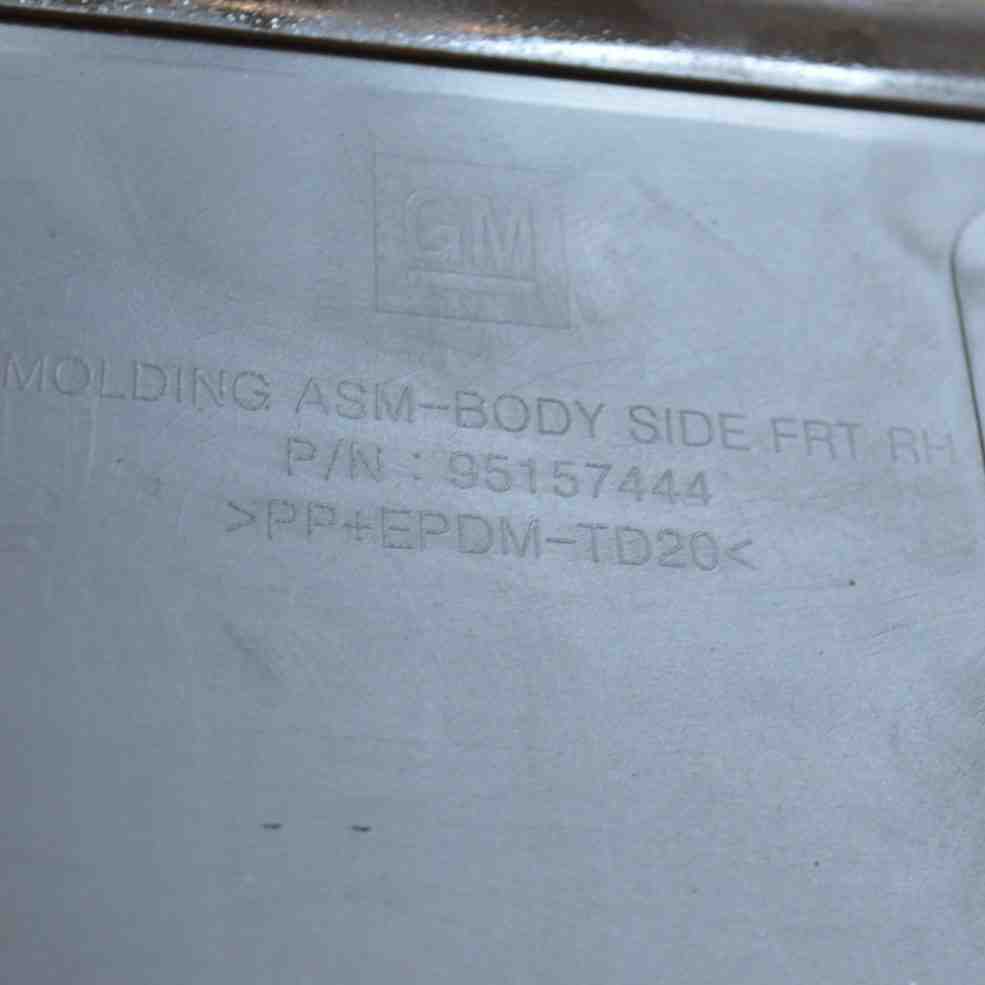 GM
MOLDING ASM-BODY SIDE FRT RH
P/N : 95157444
>PP+EPDM-TD20<